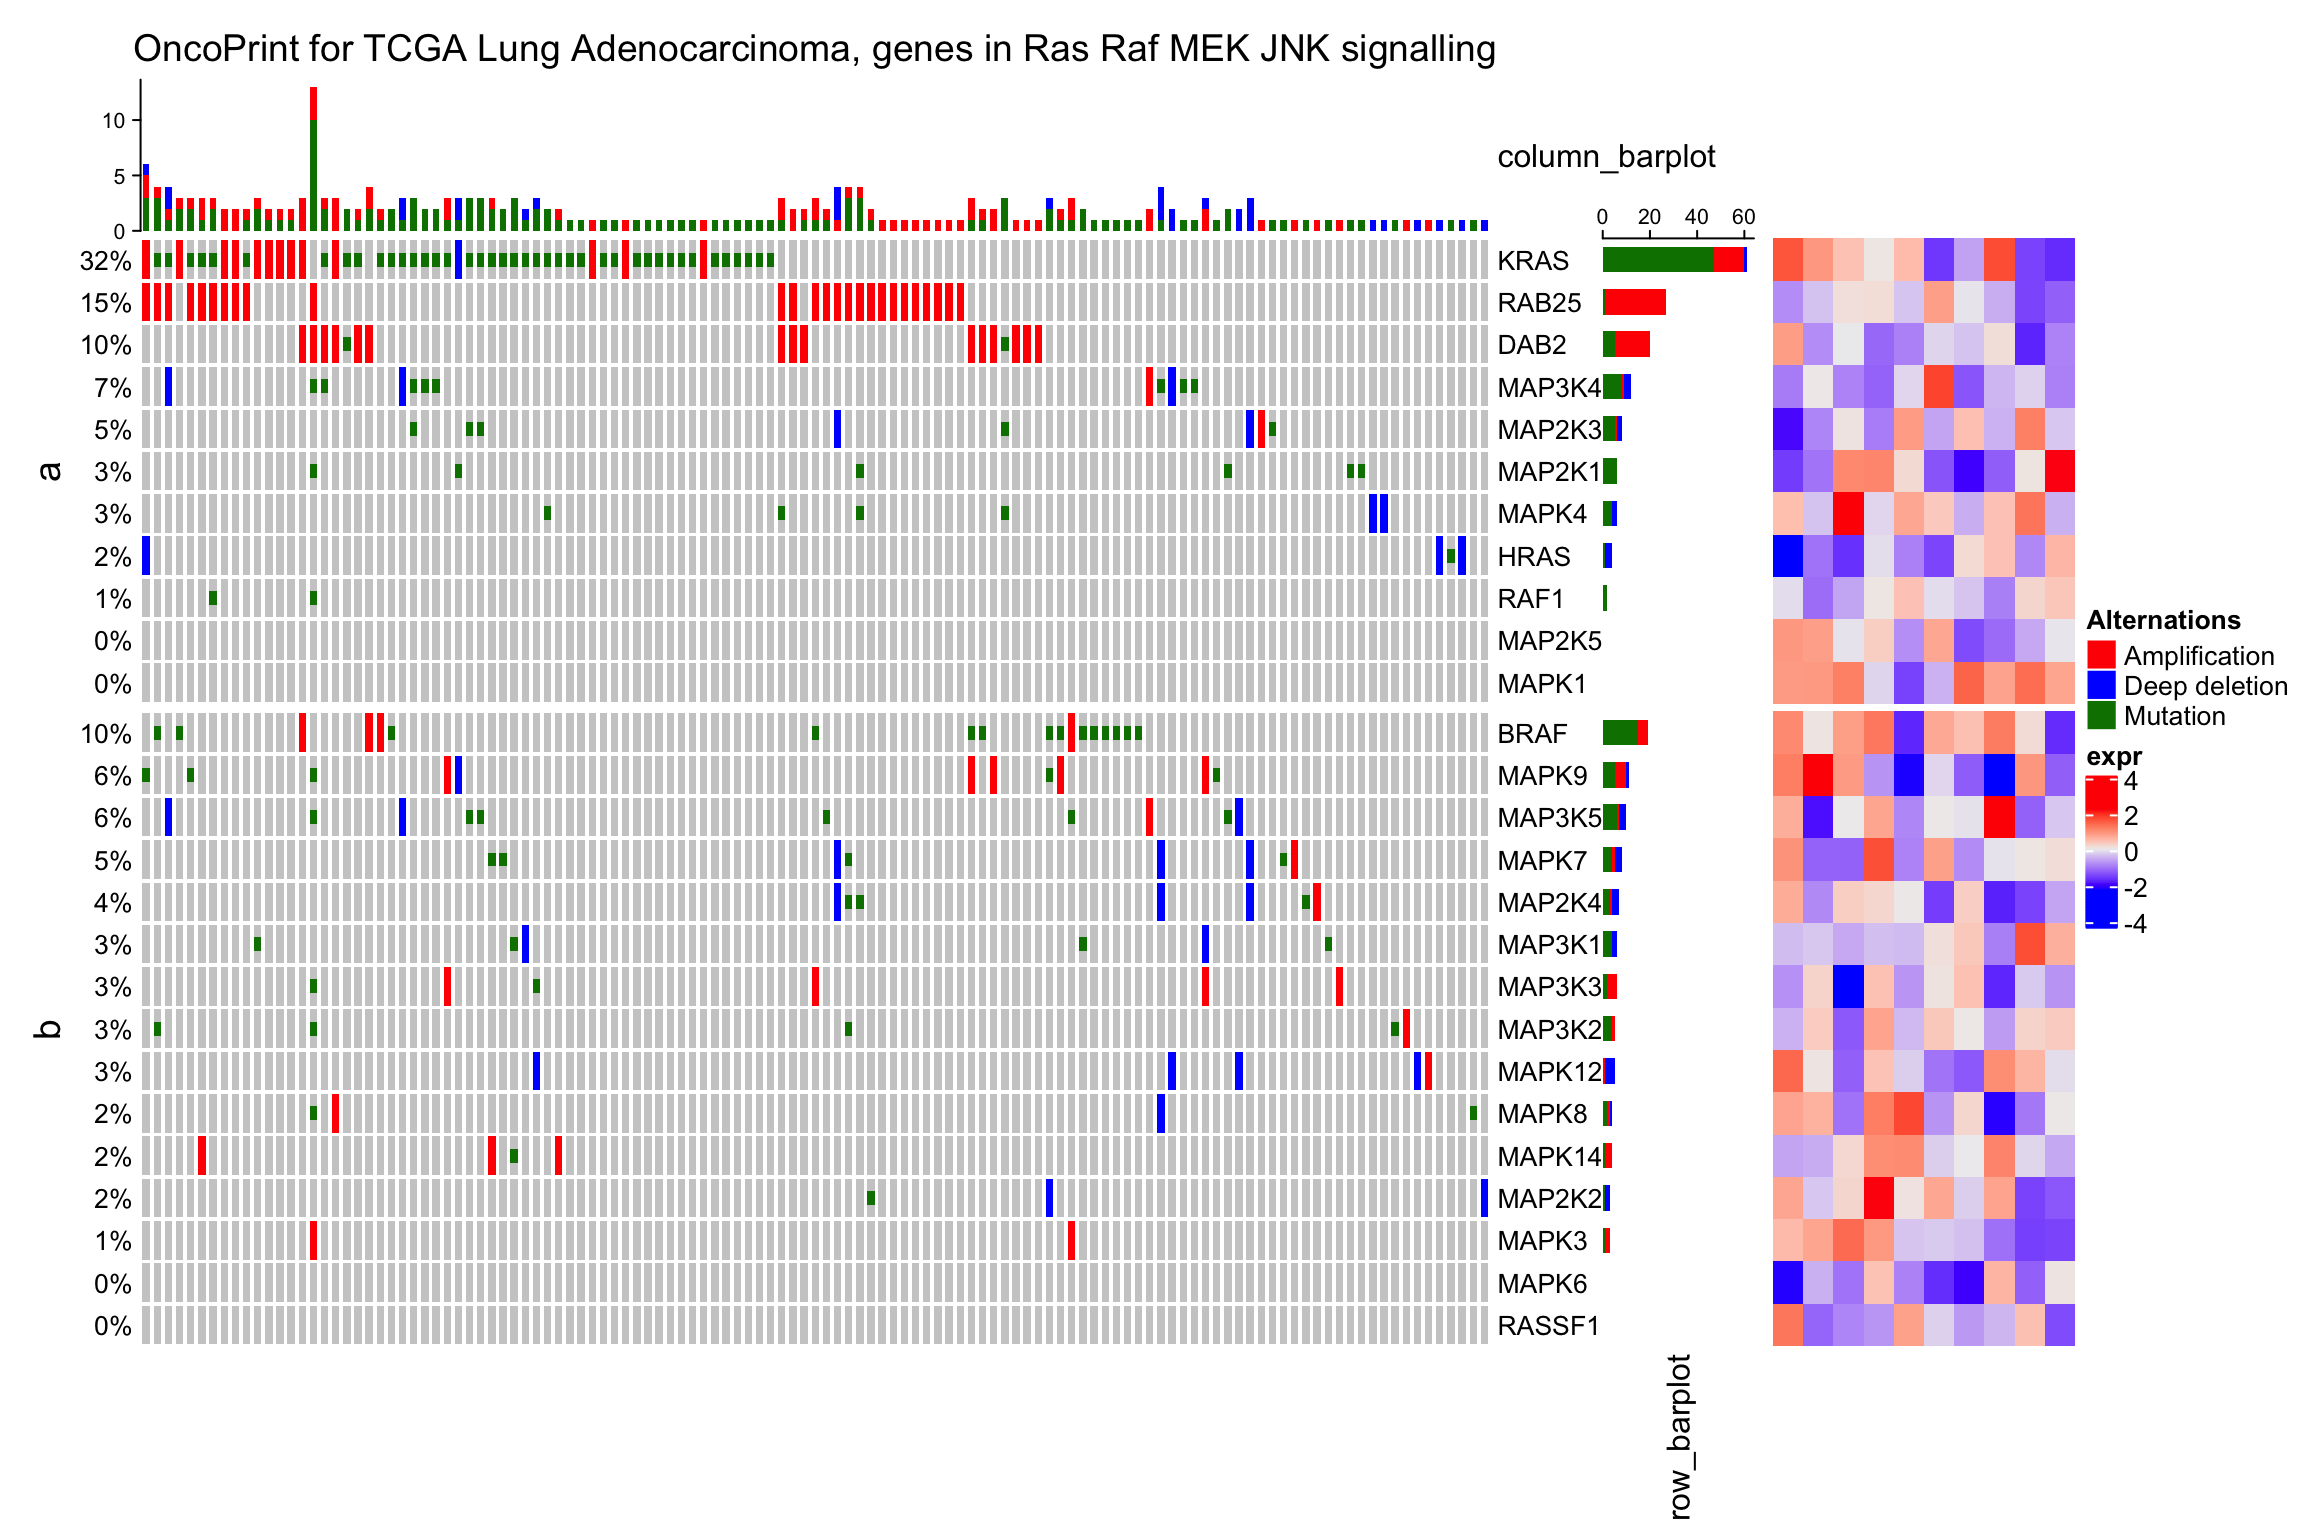 OncoPrint for TCGA Lung Adenocarcinoma, genes in Ras Raf MEK JNK signalling
10
5
0
column_barplot
0 20 40 60
a
32% KRAS
15% RAB25
10% DAB2
7% MAP3K4
5% MAP2K3
3% MAP2K1
3% MAPK4
2% HRAS
1% RAF1
0% MAP2K5
0% MAPK1
b
10% BRAF
6% MAPK9
6% MAP3K5
5% MAPK7
4% MAP2K4
3% MAP3K1
3% MAP3K3
3% MAP3K2
3% MAPK12
2% MAPK8
2% MAPK14
2% MAP2K2
1% MAPK3
0% MAPK6
0% RASSF1
row_barplot
Alternations
Amplification
Deep deletion
Mutation
expr
4
2
0
-2
-4